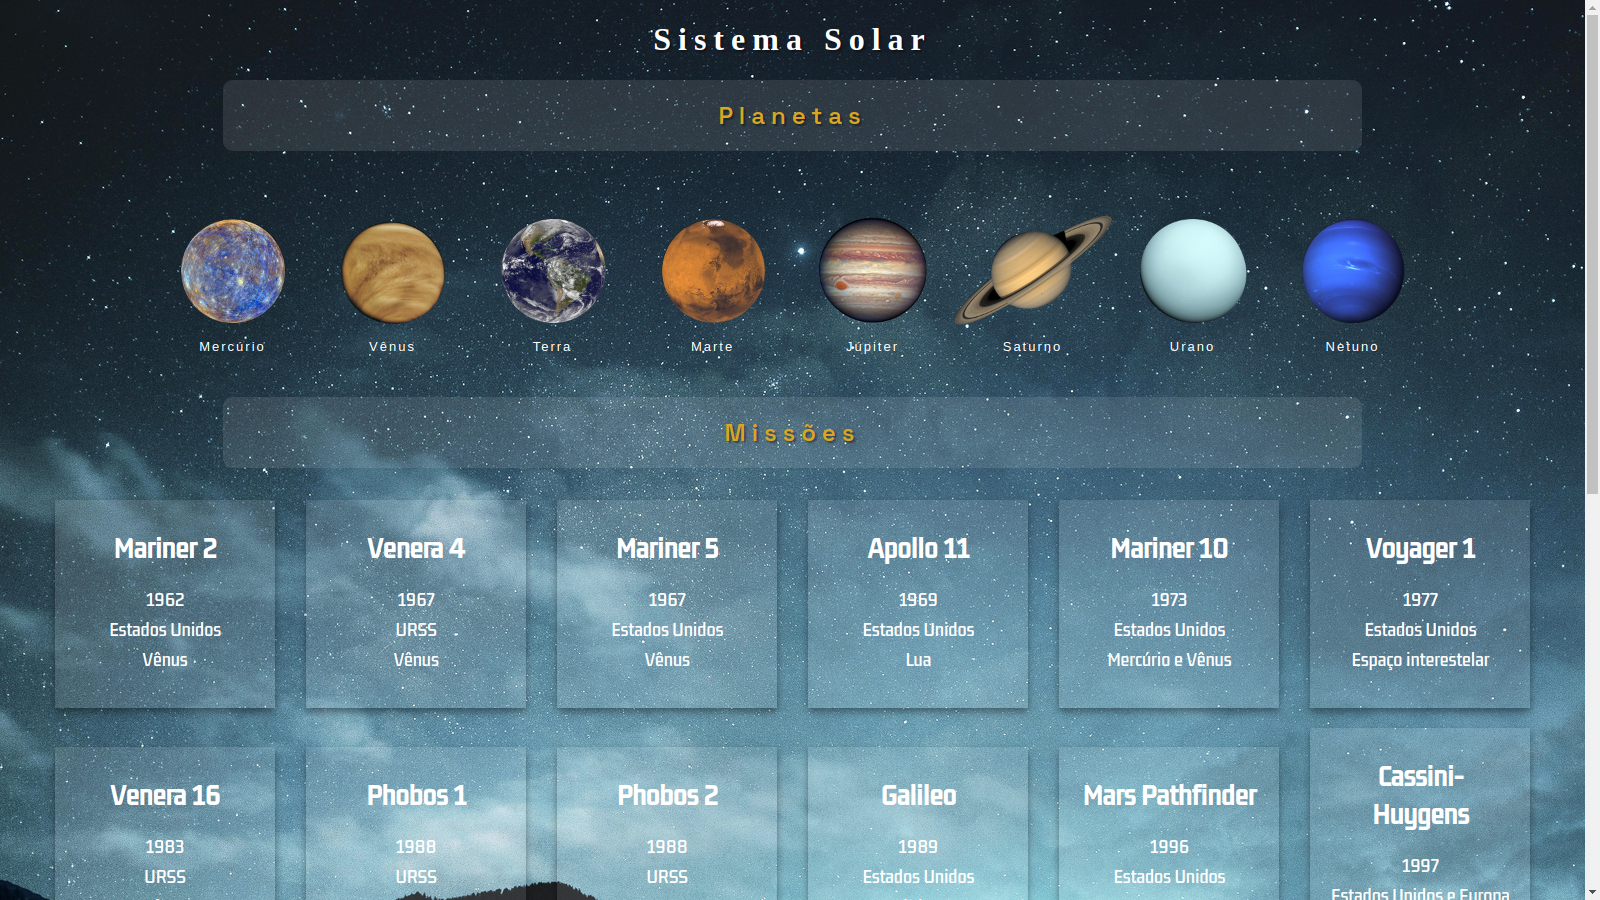 Sistema Solar
Planetas
Mercúrio
Vênus
Terra
Marte
Júpiter
Saturno
Urano
Netuno
Missões
Mariner 2
1962
Estados Unidos
Vênus
Venera 4
1967
URSS
Vênus
Mariner 5
1967
Estados Unidos
Vênus
Apollo 11
1969
Estados Unidos
Lua
Mariner 10
1973
Estados Unidos
Mercúrio e Vênus
Voyager 1
1977
Estados Unidos
Espaço interestelar
Venera 16
1983
URSS
Phobos 1
1988
URSS
Phobos 2
1988
URSS
Galileo
1989
Estados Unidos
Mars Pathfinder
1996
Estados Unidos
Cassini-
Huygens
1997
Estados Unidos e Europa